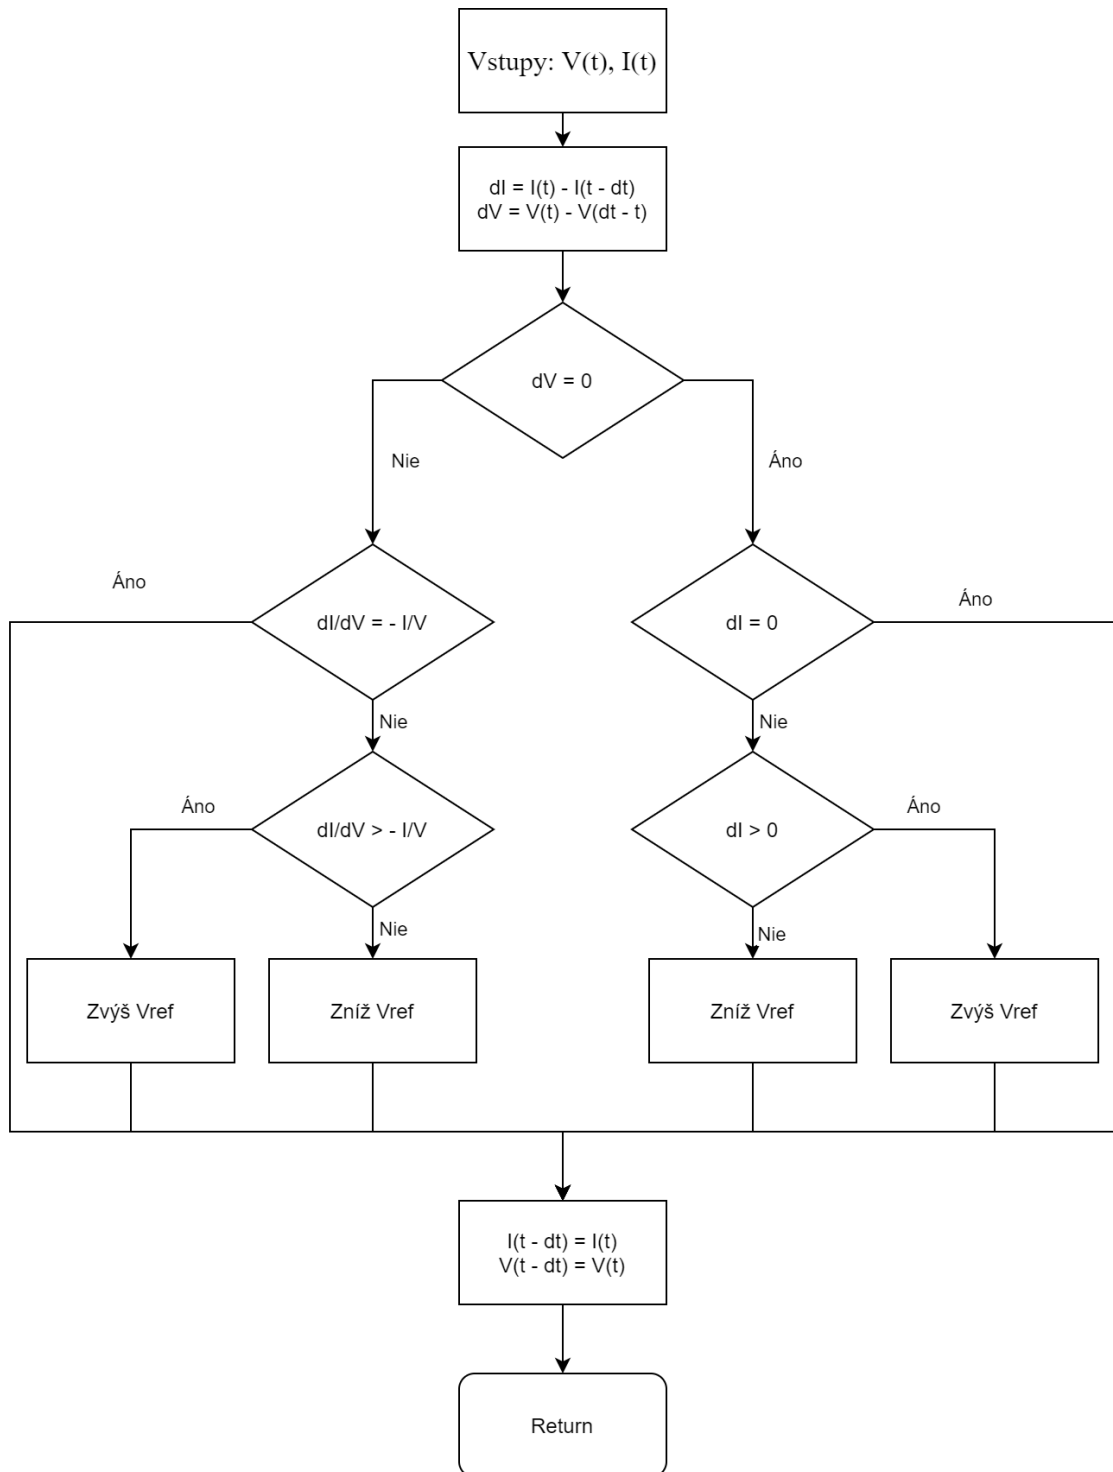 Vstupy: V(t), I(t)
dI = I(t) - I(t - dt)
dV = V(t) - V(dt - t)
dV = 0
Nie
Áno
Áno
dI/dV = - I/V
dI = 0
Áno
Nie
Nie
Áno
dI/dV > - I/V
dI > 0
Áno
Nie
Nie
Zvýš Vref
Zníž Vref
Zníž Vref
Zvýš Vref
I(t - dt) = I(t)
V(t - dt) = V(t)
Return